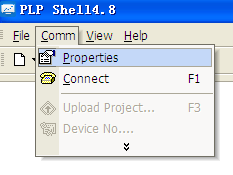 PLP Shell4.8
File Comm View Help
Properties
Connect F1
Upload Project... F3
Device No....